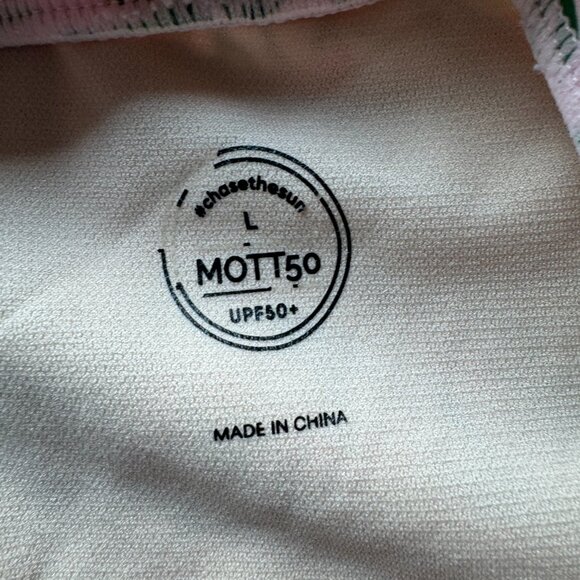 #chasethesun
L
MOTT50
UPF50+
MADE IN CHINA